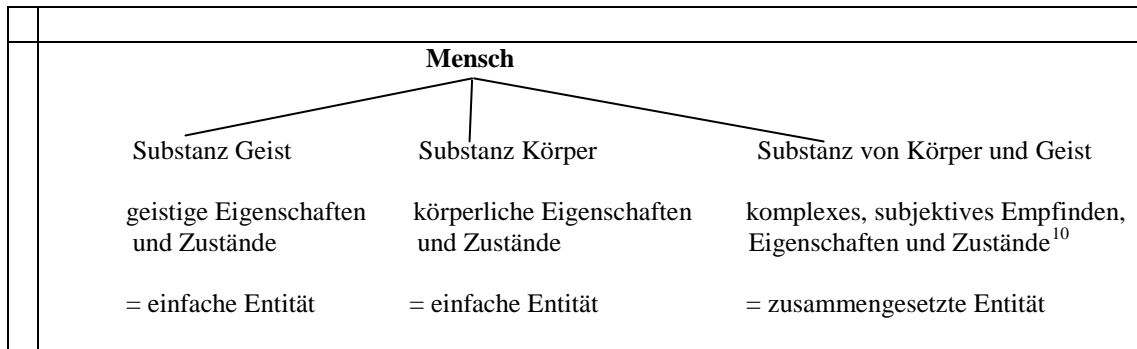 Mensch
Substanz Geist Substanz Körper Substanz von Körper und Geist
geistige Eigenschaften körperliche Eigenschaften komplexes, subjektives Empfinden,
und Zustände und Zustände Eigenschaften und Zustände¹⁰
= einfache Entität = einfache Entität = zusammengesetzte Entität